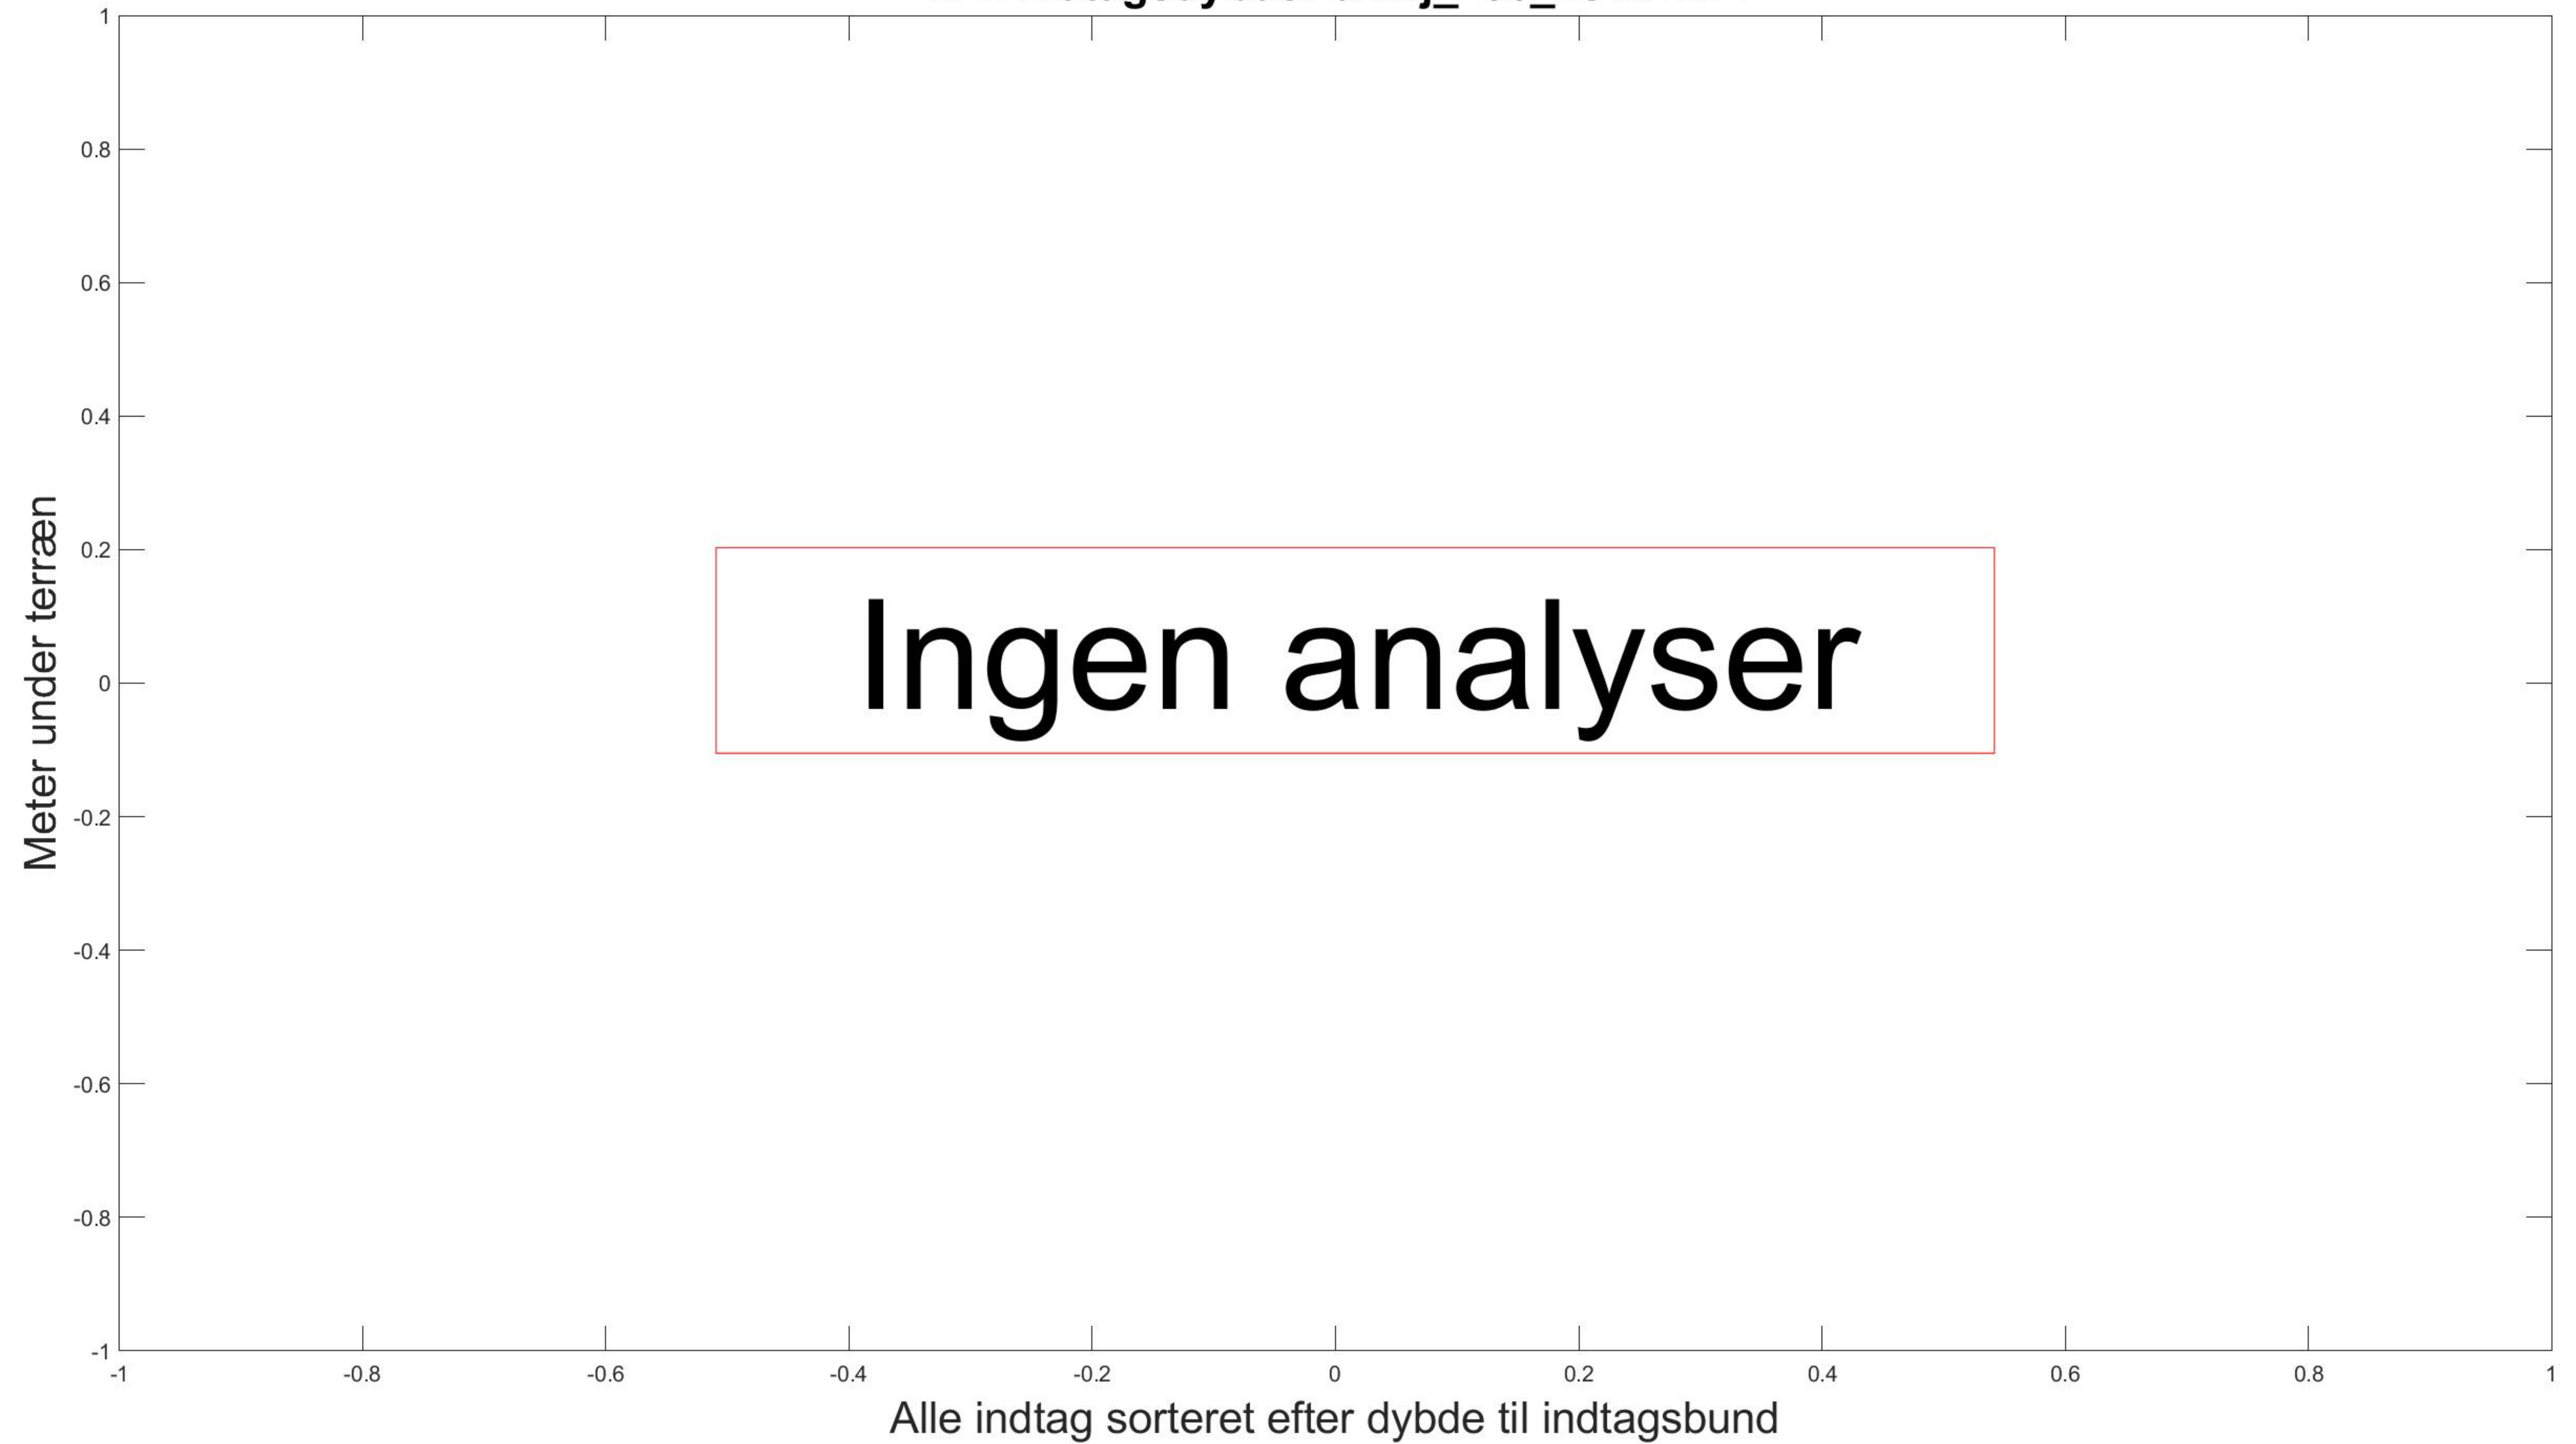 1
0.8
0.6
0.4
0.2
0
-0.2
-0.4
-0.6
-0.8
-1
Meter under terræn
Ingen analyser
-1 -0.8 -0.6 -0.4 -0.2 0 0.2 0.4 0.6 0.8 1
Alle indtag sorteret efter dybde til indtagsbund